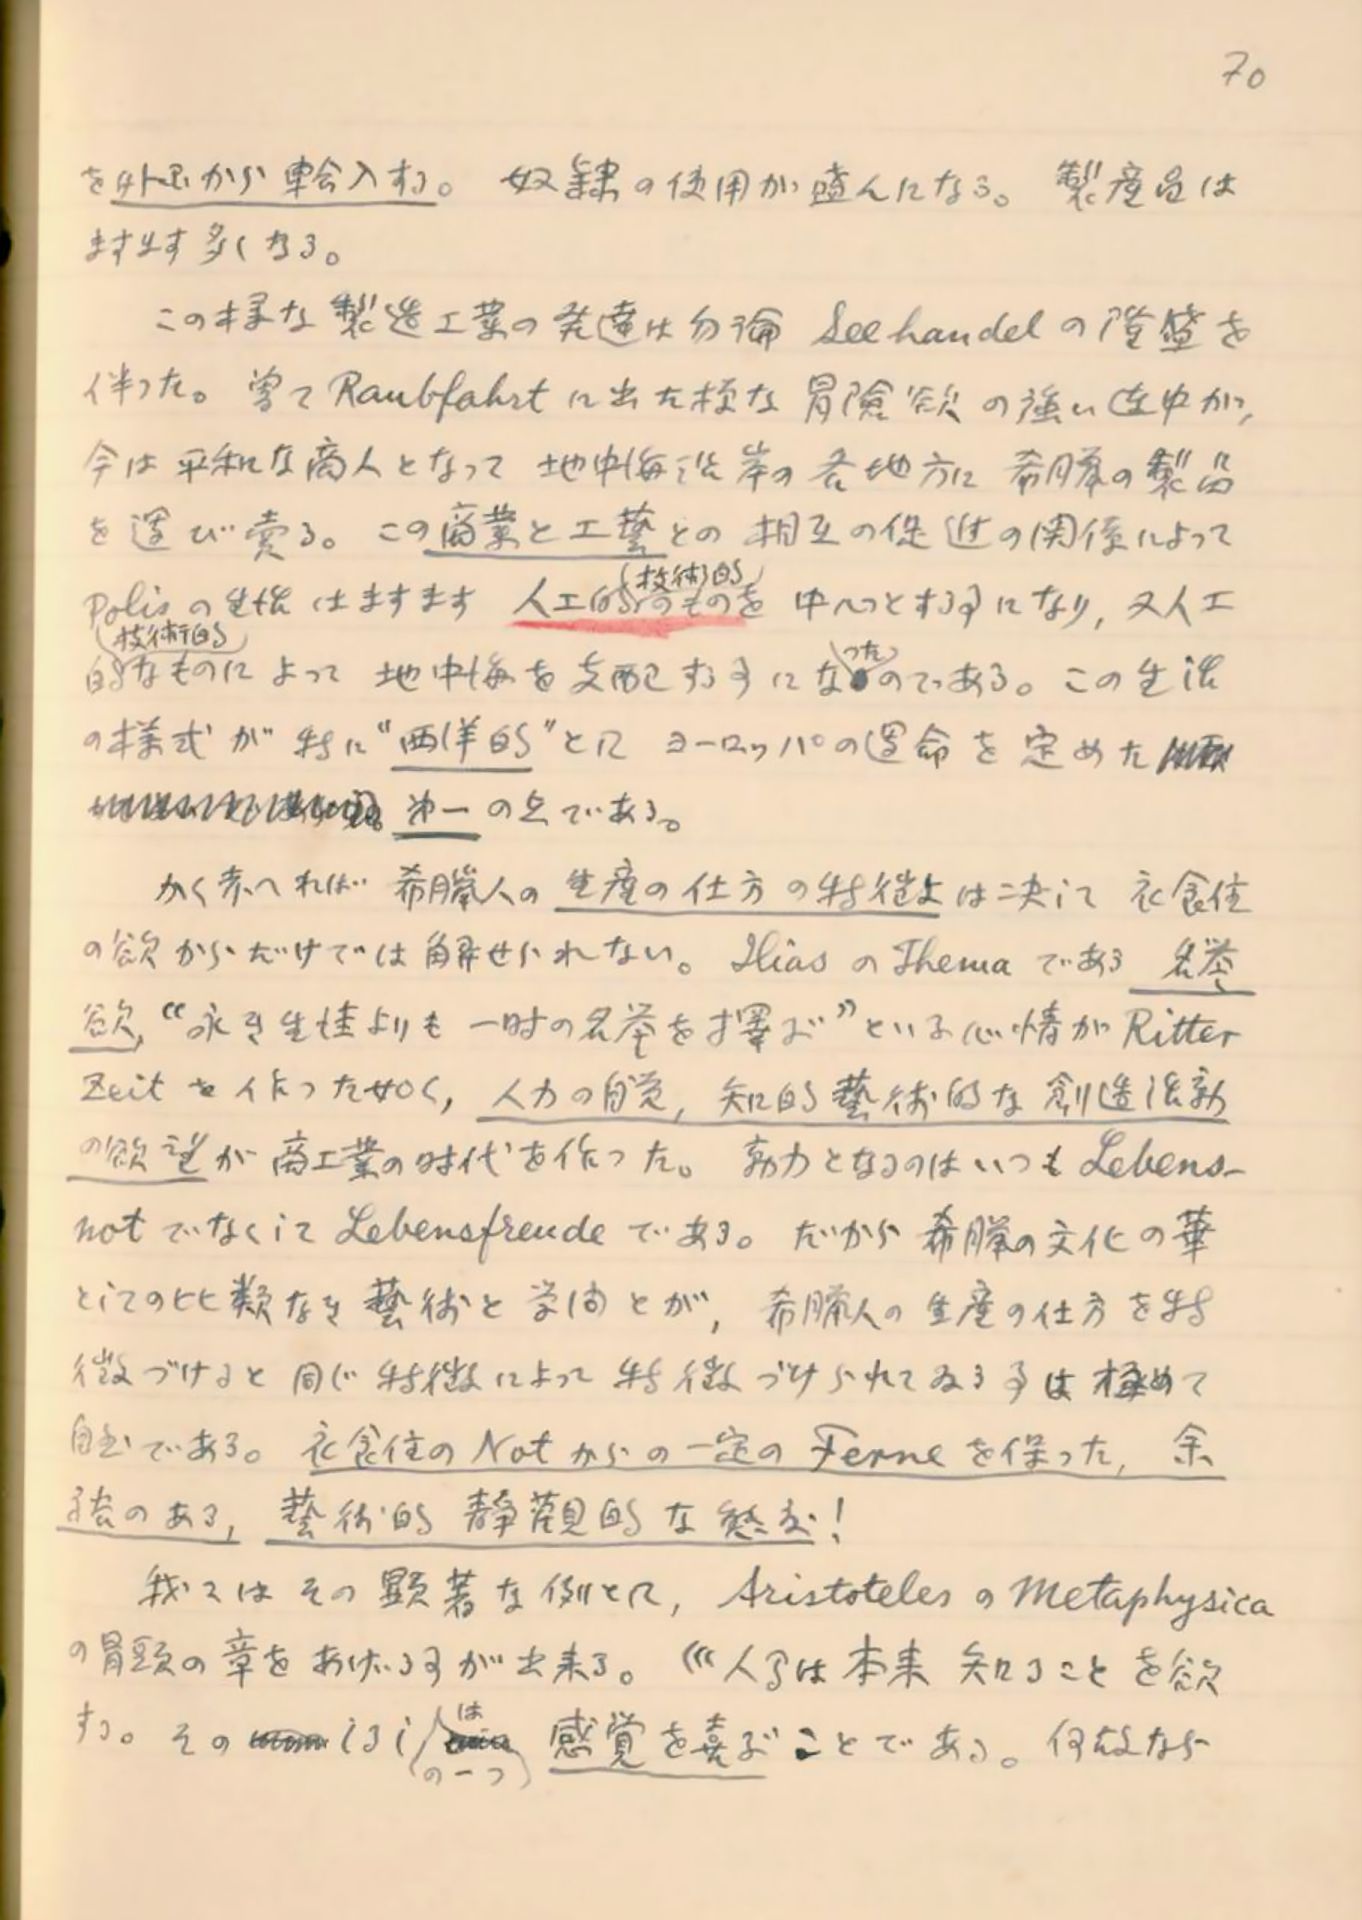 70
を外国から輸入する。 奴隷の使用が盛んになる。 製産品は
ますます多くなる。
この様な製造工業の発達は勿論 Seehandel の隆盛を
伴った。 曽て Raubfahrt に出た様な冒険欲の強い連中が,
今は平和な商人となって 地中海沿岸の各地方に 希臘の製品
を運び売る。 この商業と工藝との 相互の促進の関係によって
(技術的)
Polis の生活はますます 人工的のものを 中心とする事になり, 又人工
(技術的) (った)
的なものによって 地中海を支配する事になのである。 この生活
の様式が 特に“西洋的”として ヨーロッパの運命を定めた
第一の点である。
かく考へれば 希臘人の 生産の仕方の特徴は決して 衣食住
の欲からだけでは解せられない。 Ilias の Thema である 名誉
欲, “永き生涯よりも 一時の名誉を擇ぶ”といふ心情が Ritter
Zeit を作った如く, 人力の自覚, 知的藝術的な創造活動
の欲望が 商工業の時代を作った。 動力となるのはいつも Lebens-
not でなくして Lebensfreude である。 だから 希臘の文化の華
としての比類なき藝術と学問とが, 希臘人の生産の仕方を特
徴づけると 同じ特徴によって 特徴づけられてゐる事は極めて
自然である。 衣食住の Not からの一定の Ferne を保った, 余
裕のある, 藝術的 静観的な態度!
我々はその顕著な例として, Aristoteles の Metaphysica
の冒頭の章をあげる事が出来る。 《“人間は本来 知ることを欲
は
する。 その しるし 感覚を喜ぶことである。 何故なら
(の一つ)